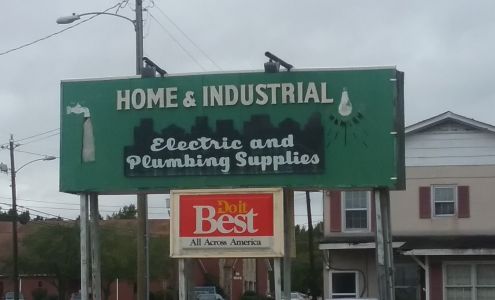 HOME & INDUSTRIAL
Electric and
Plumbing Supplies
Do it
Best
All Across America